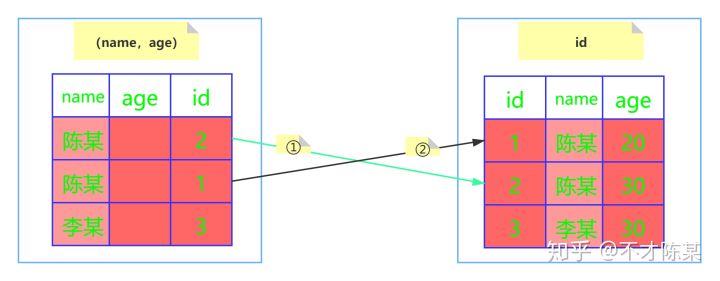 (name, age)
name age id
陈某 2
陈某 1
李某 3
①
②
id
id name age
1 陈某 20
2 陈某 30
3 李某 30
知乎 @不才陈某